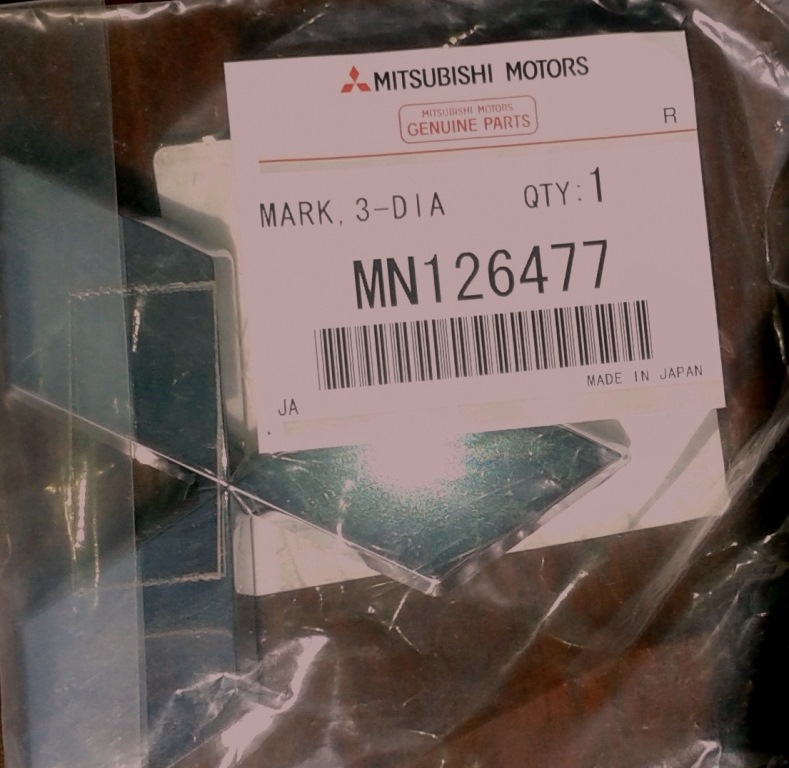 MITSUBISHI MOTORS
MITSUBISHI MOTORS
GENUINE PARTS
R
MARK, 3-DIA QTY:1
MN126477
MADE IN JAPAN
JA